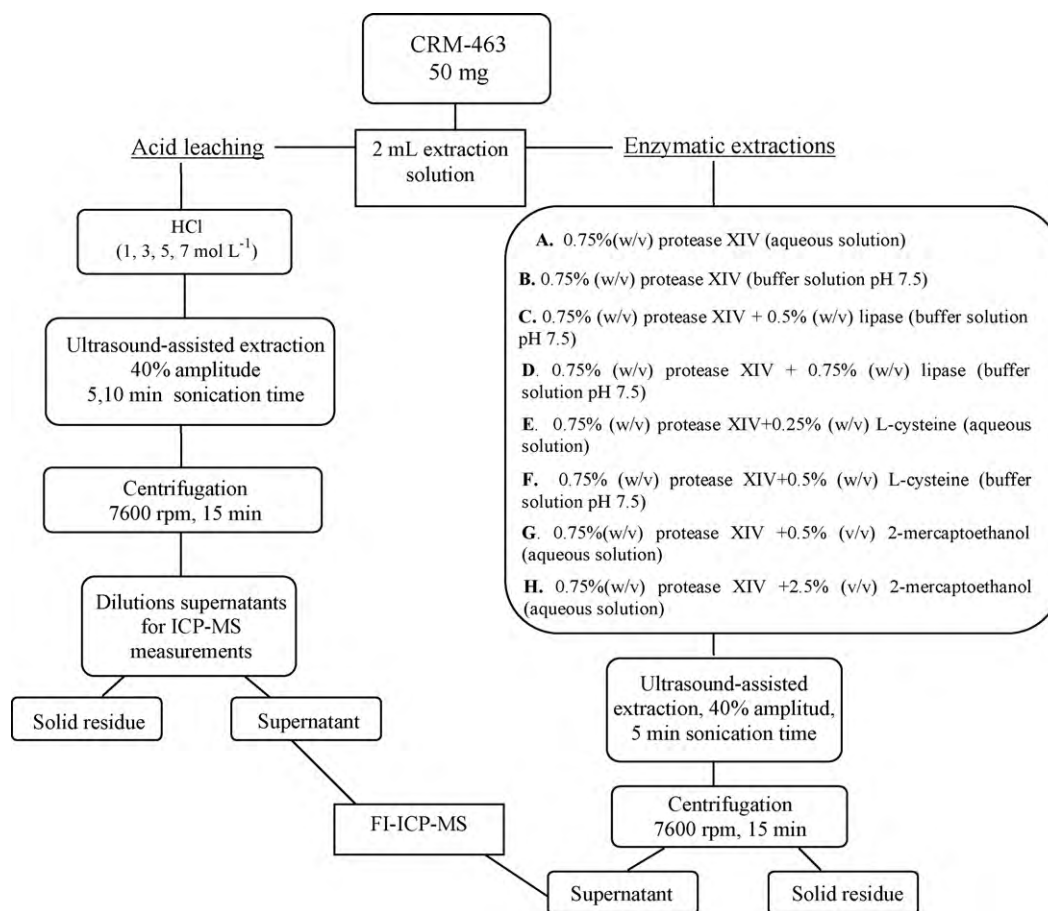 CRM-463
50 mg
Acid leaching
2 mL extraction
solution
Enzymatic extractions
HCl
(1, 3, 5, 7 mol L⁻¹)
Ultrasound-assisted extraction
40% amplitude
5,10 min sonication time
Centrifugation
7600 rpm, 15 min
Dilutions supernatants
for ICP-MS
measurements
Solid residue
Supernatant
FI-ICP-MS
A. 0.75%(w/v) protease XIV (aqueous solution)
B. 0.75% (w/v) protease XIV (buffer solution pH 7.5)
C. 0.75% (w/v) protease XIV + 0.5% (w/v) lipase (buffer solution
pH 7.5)
D. 0.75% (w/v) protease XIV + 0.75% (w/v) lipase (buffer
solution pH 7.5)
E. 0.75% (w/v) protease XIV+0.25% (w/v) L-cysteine (aqueous
solution)
F. 0.75% (w/v) protease XIV+0.5% (w/v) L-cysteine (buffer
solution pH 7.5)
G. 0.75%(w/v) protease XIV +0.5% (v/v) 2-mercaptoethanol
(aqueous solution)
H. 0.75%(w/v) protease XIV +2.5% (v/v) 2-mercaptoethanol
(aqueous solution)
Ultrasound-assisted
extraction, 40% amplitud,
5 min sonication time
Centrifugation
7600 rpm, 15 min
Supernatant
Solid residue